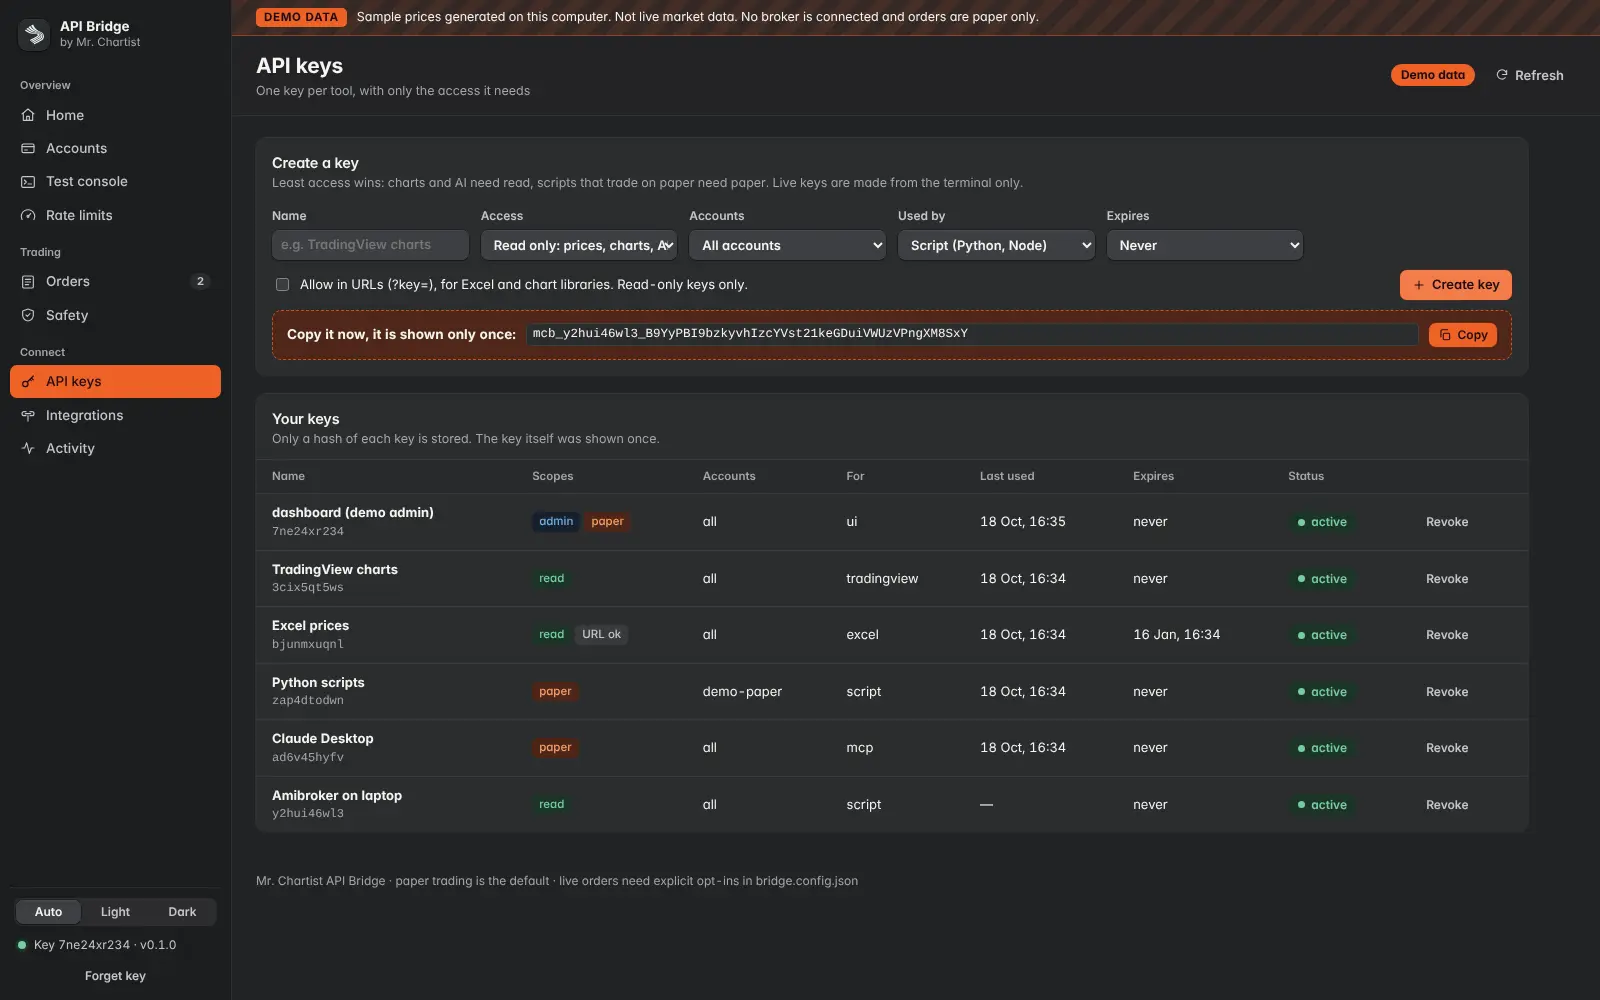 API Bridge
by Mr. Chartist
Overview
Home
Accounts
Test console
Rate limits
Trading
Orders 2
Safety
Connect
API keys
Integrations
Activity
Auto Light Dark
Key 7ne24xr234 · v0.1.0
Forget key
DEMO DATA Sample prices generated on this computer. Not live market data. No broker is connected and orders are paper only.
API keys
One key per tool, with only the access it needs
Demo data Refresh
Create a key
Least access wins: charts and AI need read, scripts that trade on paper need paper. Live keys are made from the terminal only.
Name Access Accounts Used by Expires
e.g. TradingView charts Read only: prices, charts, A All accounts Script (Python, Node) Never
Allow in URLs (?key=), for Excel and chart libraries. Read-only keys only.
+ Create key
Copy it now, it is shown only once: mcb_y2hui46wl3_B9YyPBI9bzkyvhIzcYVst21keGDuiVWUzVPngXM8SxY Copy
Your keys
Only a hash of each key is stored. The key itself was shown once.
Name Scopes Accounts For Last used Expires Status
dashboard (demo admin)
7ne24xr234
admin paper all ui 18 Oct, 16:35 never active Revoke
TradingView charts
3cix5qt5ws
read all tradingview 18 Oct, 16:34 never active Revoke
Excel prices
bjunmxuqnl
read URL ok all excel 18 Oct, 16:34 16 Jan, 16:34 active Revoke
Python scripts
zap4dtodwn
paper demo-paper script 18 Oct, 16:34 never active Revoke
Claude Desktop
ad6v45hyfv
paper all mcp 18 Oct, 16:34 never active Revoke
Amibroker on laptop
y2hui46wl3
read all script — never active Revoke
Mr. Chartist API Bridge · paper trading is the default · live orders need explicit opt-ins in bridge.config.json